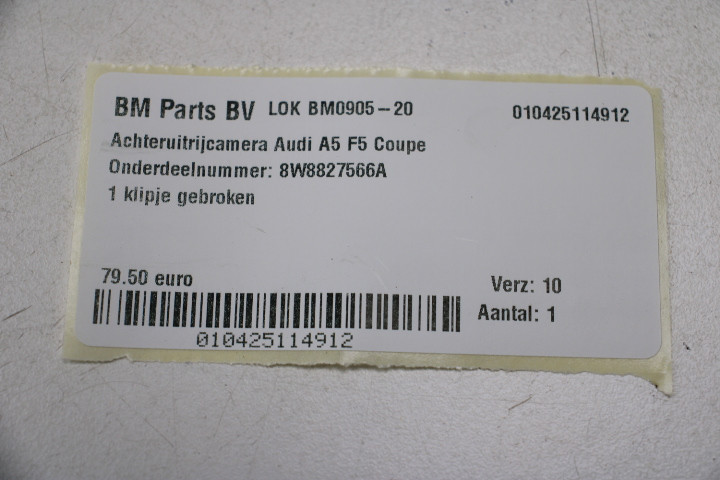 BM Parts BV LOK BM0905-20 010425114912
Achteruitrijcamera Audi A5 F5 Coupe
Onderdeelnummer: 8W8827566A
1 klipje gebroken
79.50 euro Verz: 10
Aantal: 1
010425114912